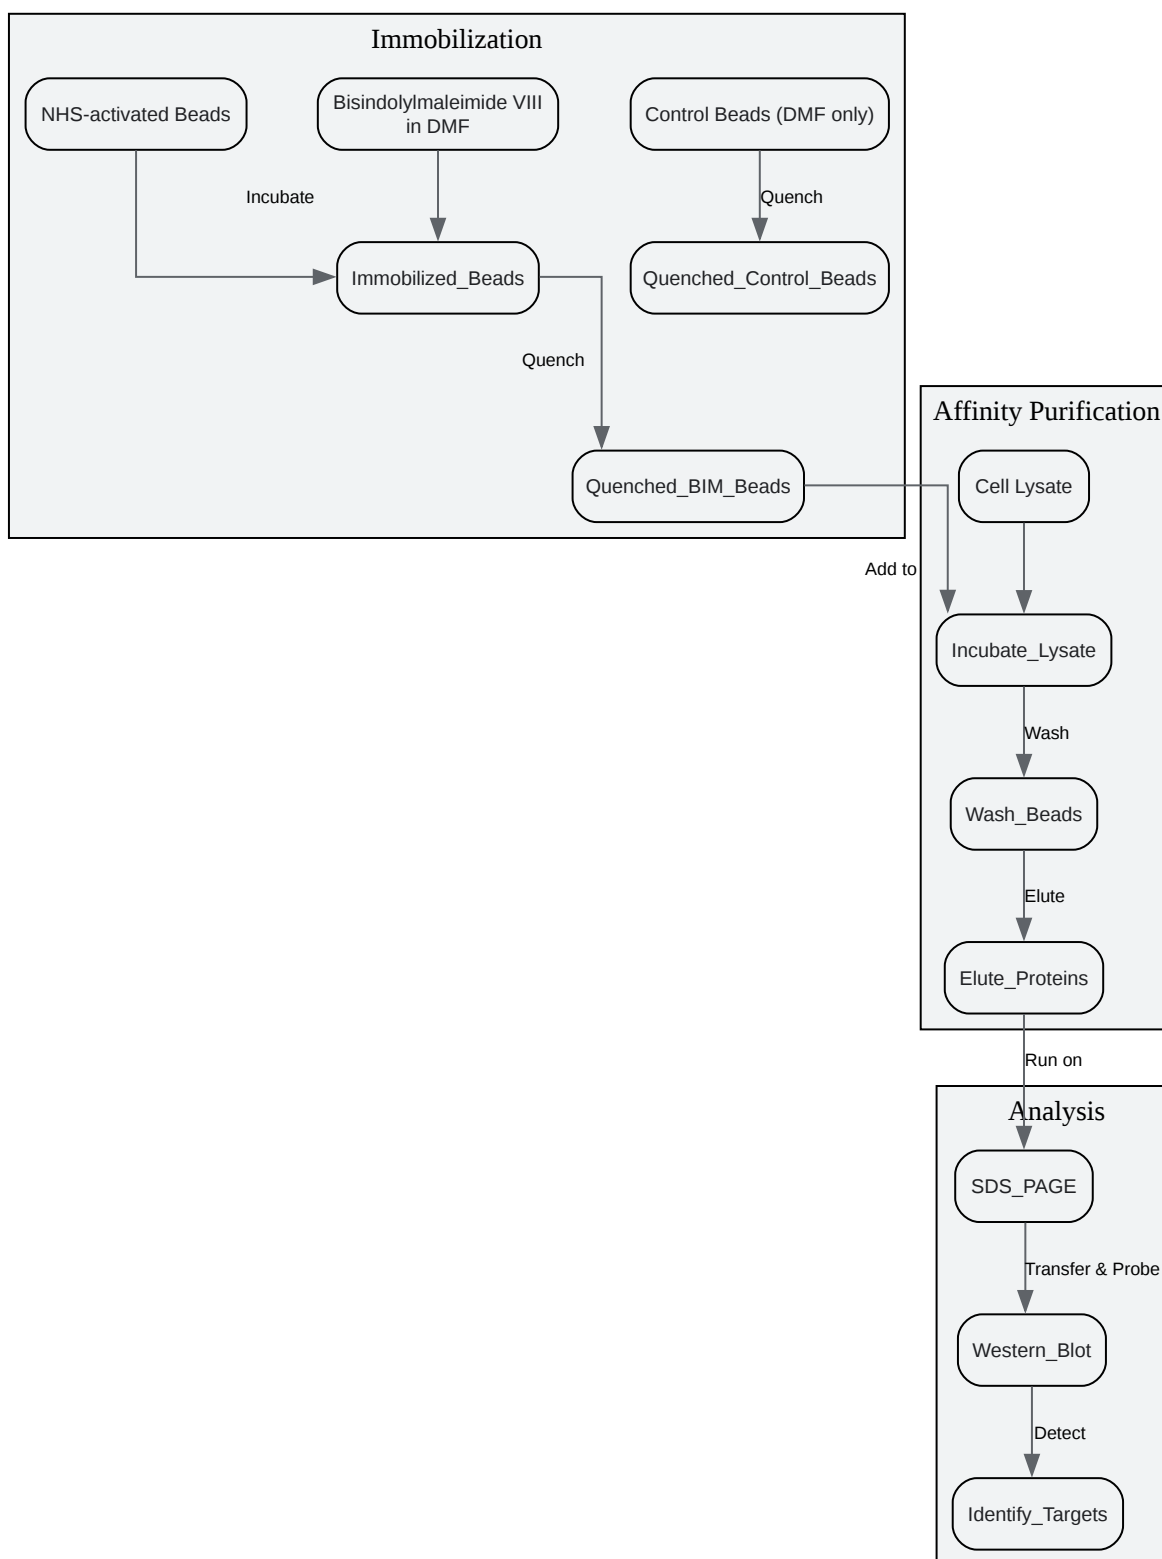 Immobilization
NHS-activated Beads
Bisindolylmaleimide VIII
in DMF
Control Beads (DMF only)
Incubate
Quench
Immobilized_Beads
Quenched_Control_Beads
Quench
Quenched_BIM_Beads
Affinity Purification
Cell Lysate
Add to
Incubate_Lysate
Wash
Wash_Beads
Elute
Elute_Proteins
Run on
Analysis
SDS_PAGE
Transfer & Probe
Western_Blot
Detect
Identify_Targets